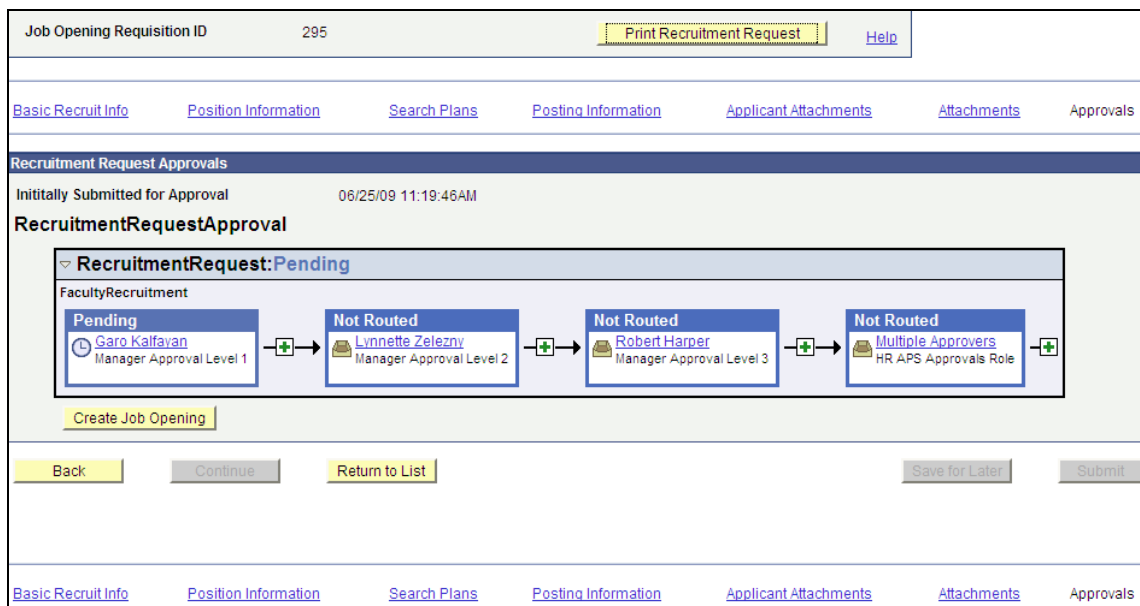 Job Opening Requisition ID 295 Print Recruitment Request Help
Basic Recruit Info Position Information Search Plans Posting Information Applicant Attachments Attachments Approvals
Recruitment Request Approvals
Inititally Submitted for Approval 06/25/09 11:19:46AM
RecruitmentRequestApproval
RecruitmentRequest:Pending
FacultyRecruitment
Pending Not Routed Not Routed Not Routed
Garo Kalfayan Lynnette Zelezny Robert Harper Multiple Approvers
Manager Approval Level 1 Manager Approval Level 2 Manager Approval Level 3 HR APS Approvals Role
Create Job Opening
Back Continue Return to List Save for Later Submit
Basic Recruit Info Position Information Search Plans Posting Information Applicant Attachments Attachments Approvals